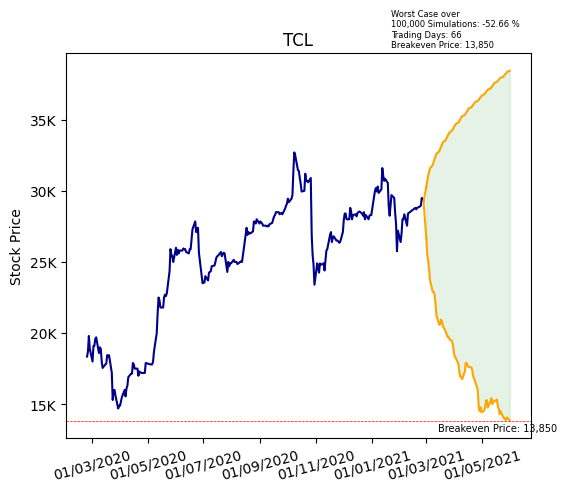 Worst Case over
100,000 Simulations: -52.66 %
Trading Days: 66
Breakeven Price: 13,850
TCL
Stock Price
35K
30K
25K
20K
15K
Breakeven Price: 13,850
01/03/2020
01/05/2020
01/07/2020
01/09/2020
01/11/2020
01/01/2021
01/03/2021
01/05/2021